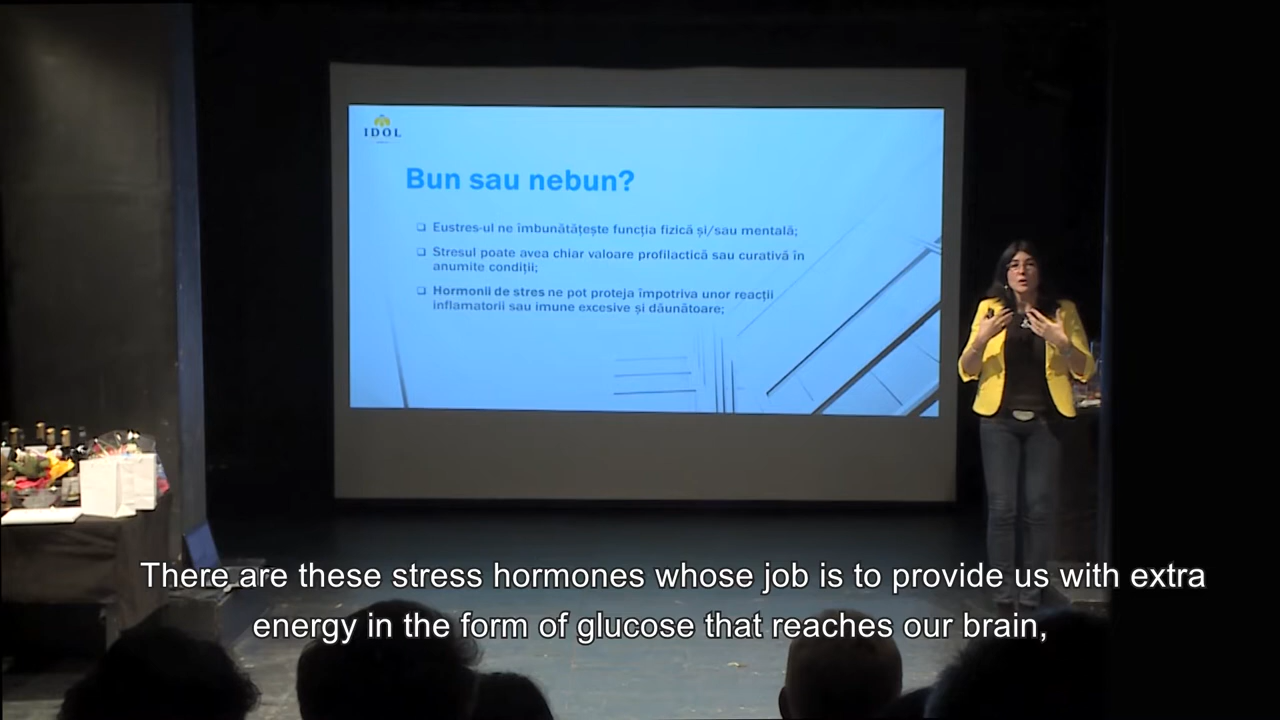 IDOL
Bun sau nebun?
Eustres-ul ne îmbunătățește funcția fizică și/sau mentală;
Stresul poate avea chiar valoare profilactică sau curativă în
anumite condiții;
Hormonii de stres ne pot proteja împotriva unor reacții
inflamatorii sau imune excesive și dăunătoare;
There are these stress hormones whose job is to provide us with extra
energy in the form of glucose that reaches our brain,